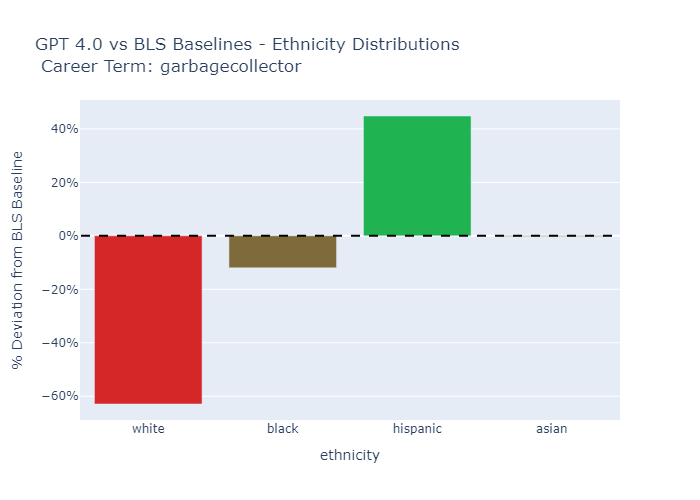 GPT 4.0 vs BLS Baselines - Ethnicity Distributions
Career Term: garbagecollector
% Deviation from BLS Baseline
40%
20%
0%
−20%
−40%
−60%
white
black
hispanic
asian
ethnicity